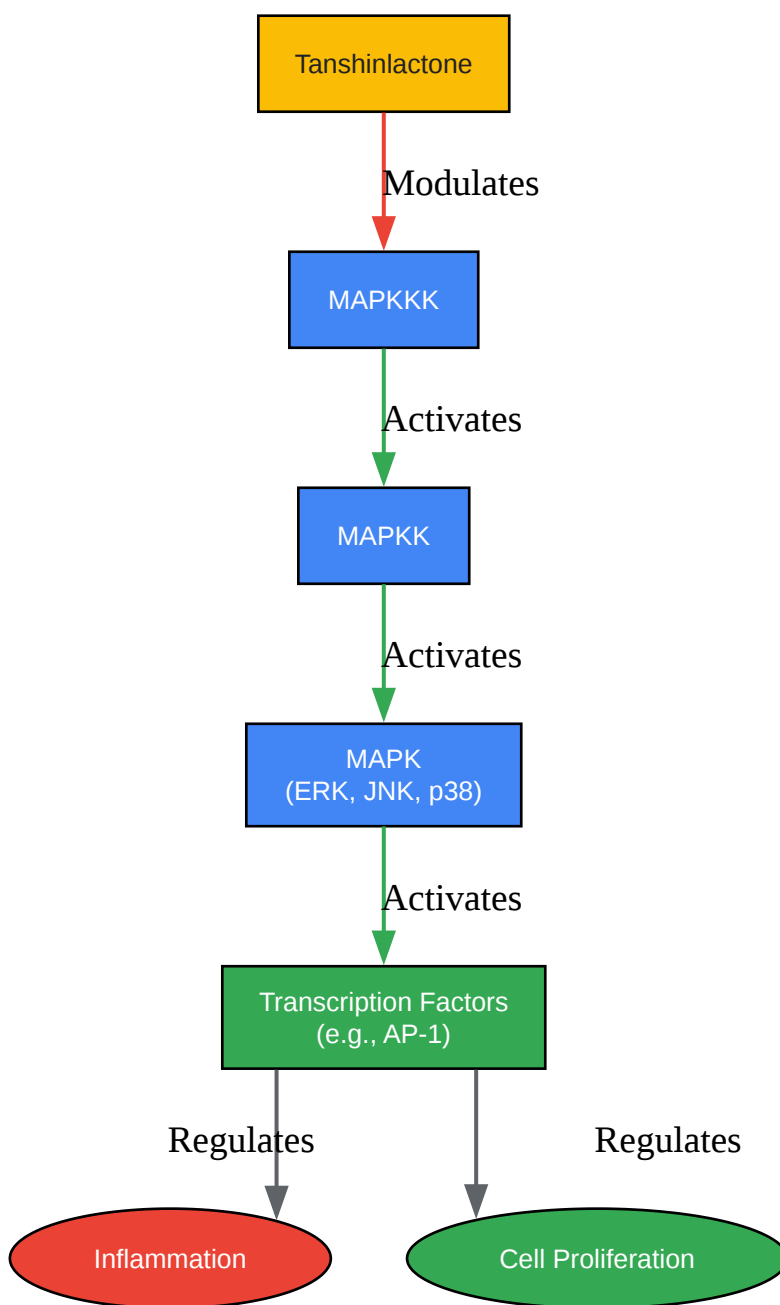 Tanshinlactone
Modulates
MAPKKK
Activates
MAPKK
Activates
MAPK
(ERK, JNK, p38)
Activates
Transcription Factors
(e.g., AP-1)
Regulates
Regulates
Inflammation
Cell Proliferation